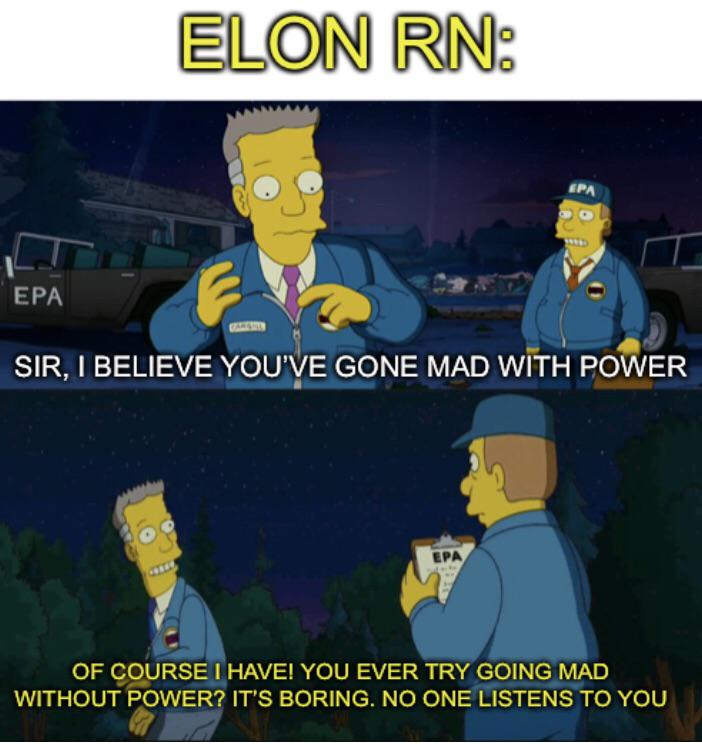 ELON RN:
EPA
EPA
CARGILL
SIR, I BELIEVE YOU'VE GONE MAD WITH POWER
EPA
OF COURSE I HAVE! YOU EVER TRY GOING MAD
WITHOUT POWER? IT'S BORING. NO ONE LISTENS TO YOU